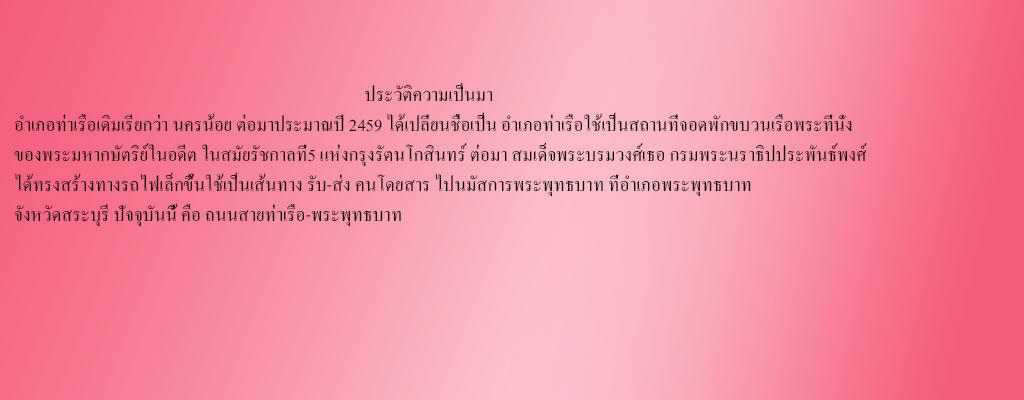 ประวัติความเป็นมา
อำเภอท่าเรือเดิมเรียกว่า นครน้อย ต่อมาประมาณปี 2459 ได้เปลี่ยนชื่อเป็น อำเภอท่าเรือใช้เป็นสถานที่จอดพักขบวนเรือพระที่นั่ง
ของพระมหากษัตริย์ในอดีต ในสมัยรัชกาลที่5 แห่งกรุงรัตนโกสินทร์ ต่อมา สมเด็จพระบรมวงศ์เธอ กรมพระนราธิปประพันธ์พงศ์
ได้ทรงสร้างทางรถไฟเล็กขึ้นใช้เป็นเส้นทาง รับ-ส่ง คนโดยสาร ไปนมัสการพระพุทธบาท ที่อำเภอพระพุทธบาท
จังหวัดสระบุรี ปัจจุบันนี้ คือ ถนนสายท่าเรือ-พระพุทธบาท